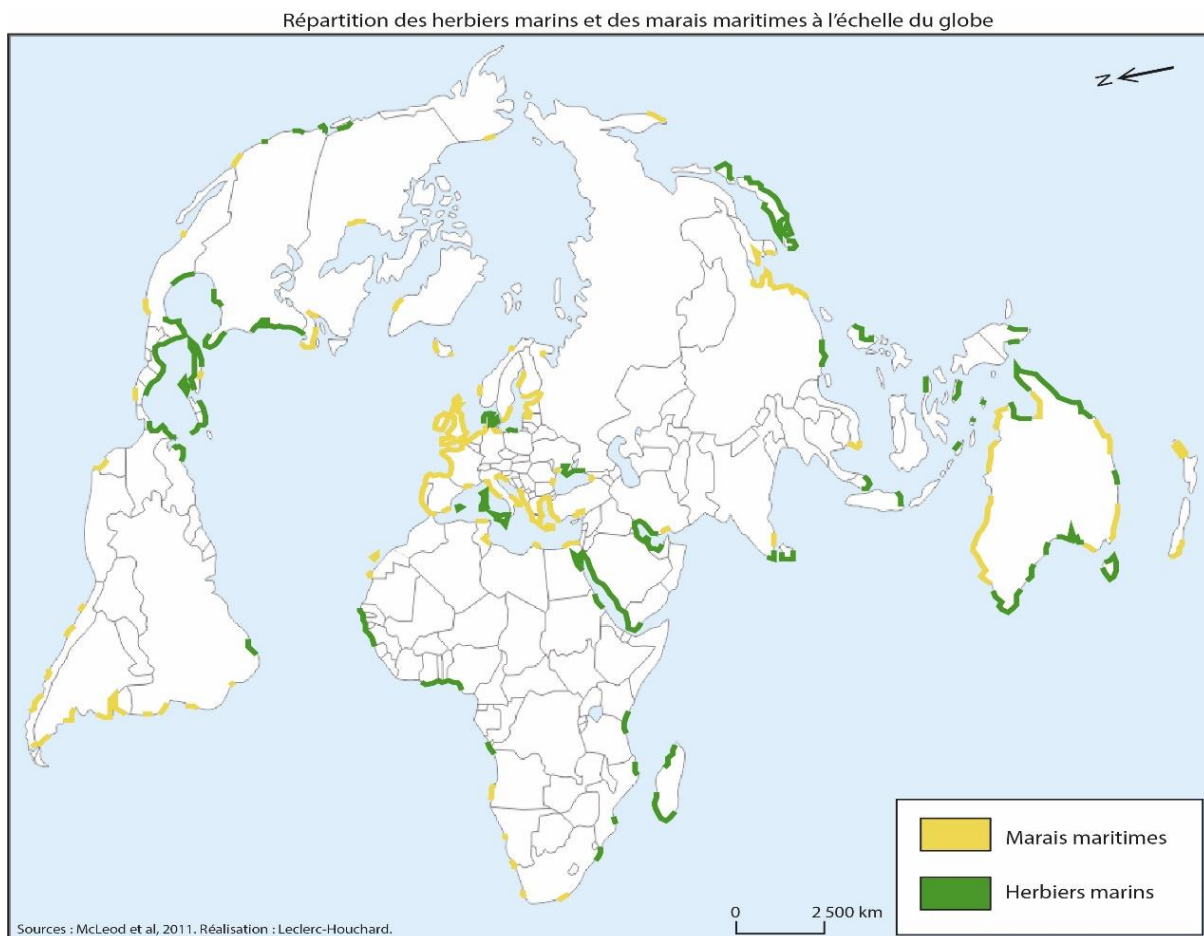 Répartition des herbiers marins et des marais maritimes à l’échelle du globe
N
Marais maritimes
Herbiers marins
0 2 500 km
Sources : McLeod et al, 2011. Réalisation : Leclerc-Houchard.